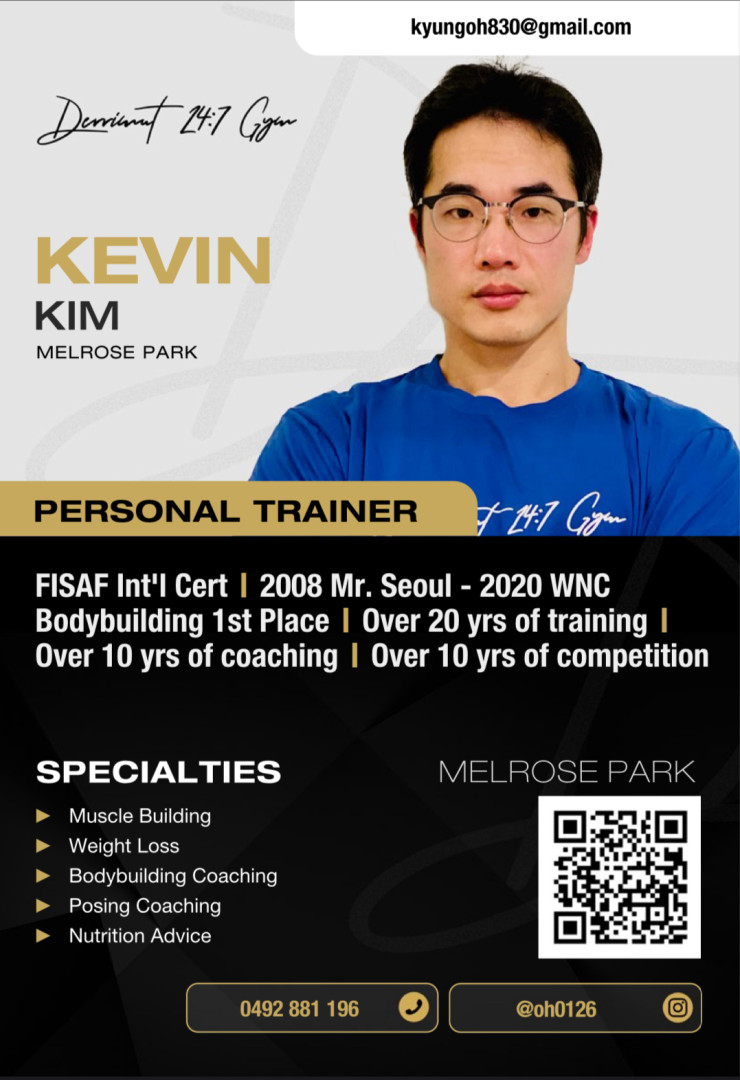 kyungoh830@gmail.com
Derrimut 24:7 Gym
KEVIN
KIM
MELROSE PARK
24:7 Gym
PERSONAL TRAINER
FISAF Int'l Cert | 2008 Mr. Seoul - 2020 WNC
Bodybuilding 1st Place | Over 20 yrs of training |
Over 10 yrs of coaching | Over 10 yrs of competition
SPECIALTIES
Muscle Building
Weight Loss
Bodybuilding Coaching
Posing Coaching
Nutrition Advice
MELROSE PARK
0492 881 196
@oh0126